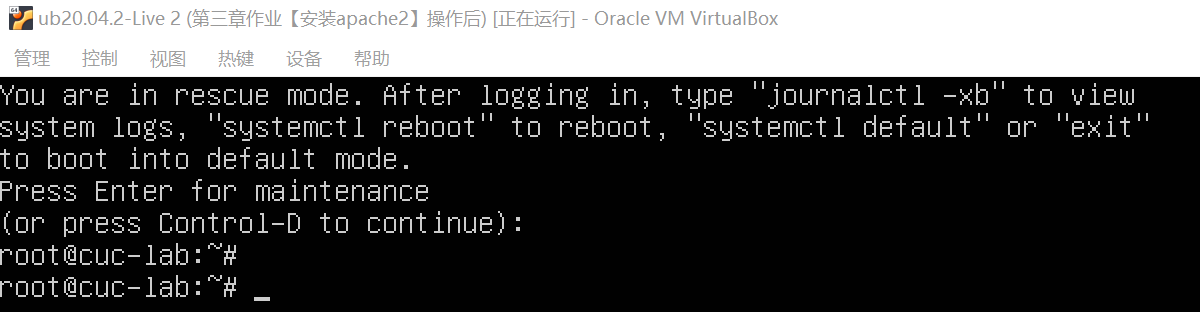 64
ub20.04.2-Live 2 (第三章作业【安装apache2】操作后) [正在运行] - Oracle VM VirtualBox
管理 控制 视图 热键 设备 帮助
You are in rescue mode. After logging in, type "journalctl -xb" to view
system logs, "systemctl reboot" to reboot, "systemctl default" or "exit"
to boot into default mode.
Press Enter for maintenance
(or press Control-D to continue):
root@cuc-lab:~#
root@cuc-lab:~# _